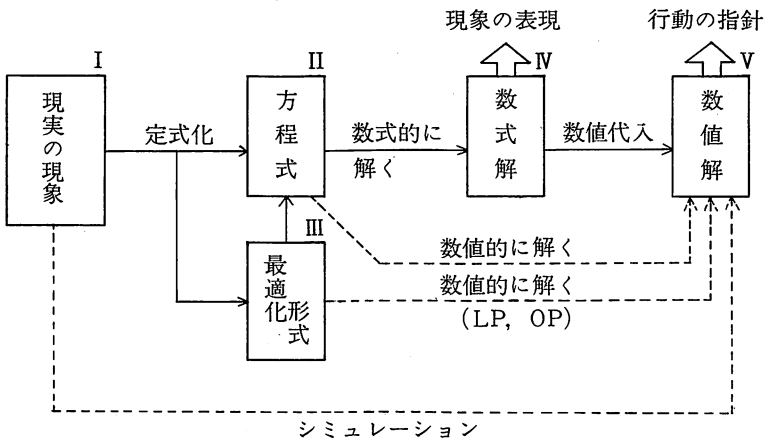 現象の表現
行動の指針
I
II
IV
V
現実の現象
定式化
方程式
数式的に
解く
数式解
数値代入
数値解
III
最適化形式
数値的に解く
数値的に解く
(LP, OP)
シミュレーション